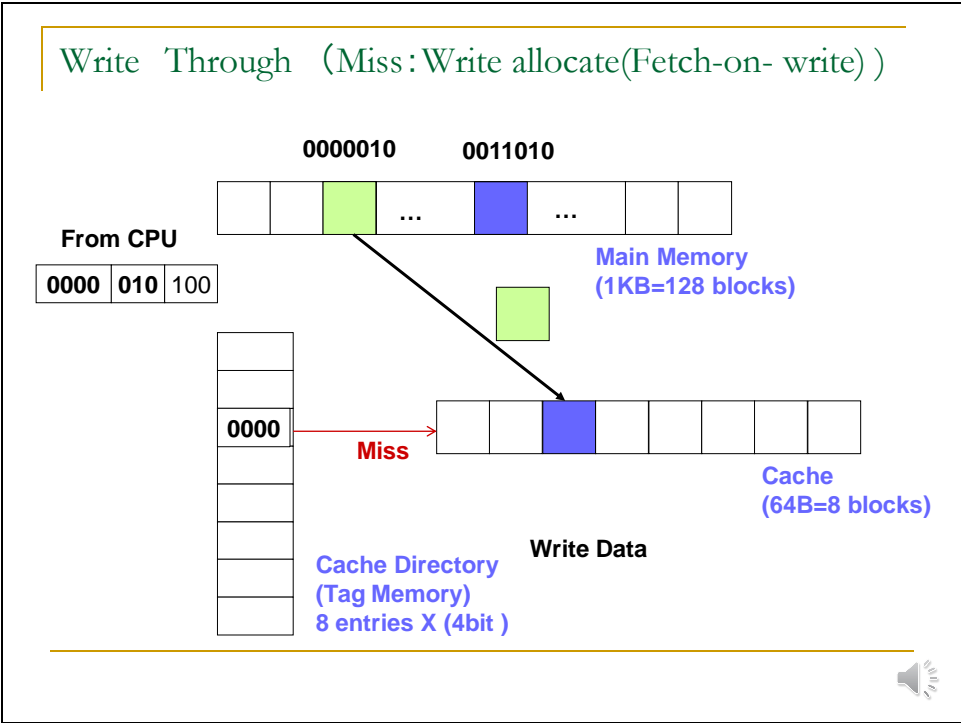 Write Through （Miss：Write allocate(Fetch-on- write) )
0000010 0011010
... ...
From CPU
0000 010 100
Main Memory
(1KB=128 blocks)
0000
Miss
Cache
(64B=8 blocks)
Write Data
Cache Directory
(Tag Memory)
8 entries X (4bit )